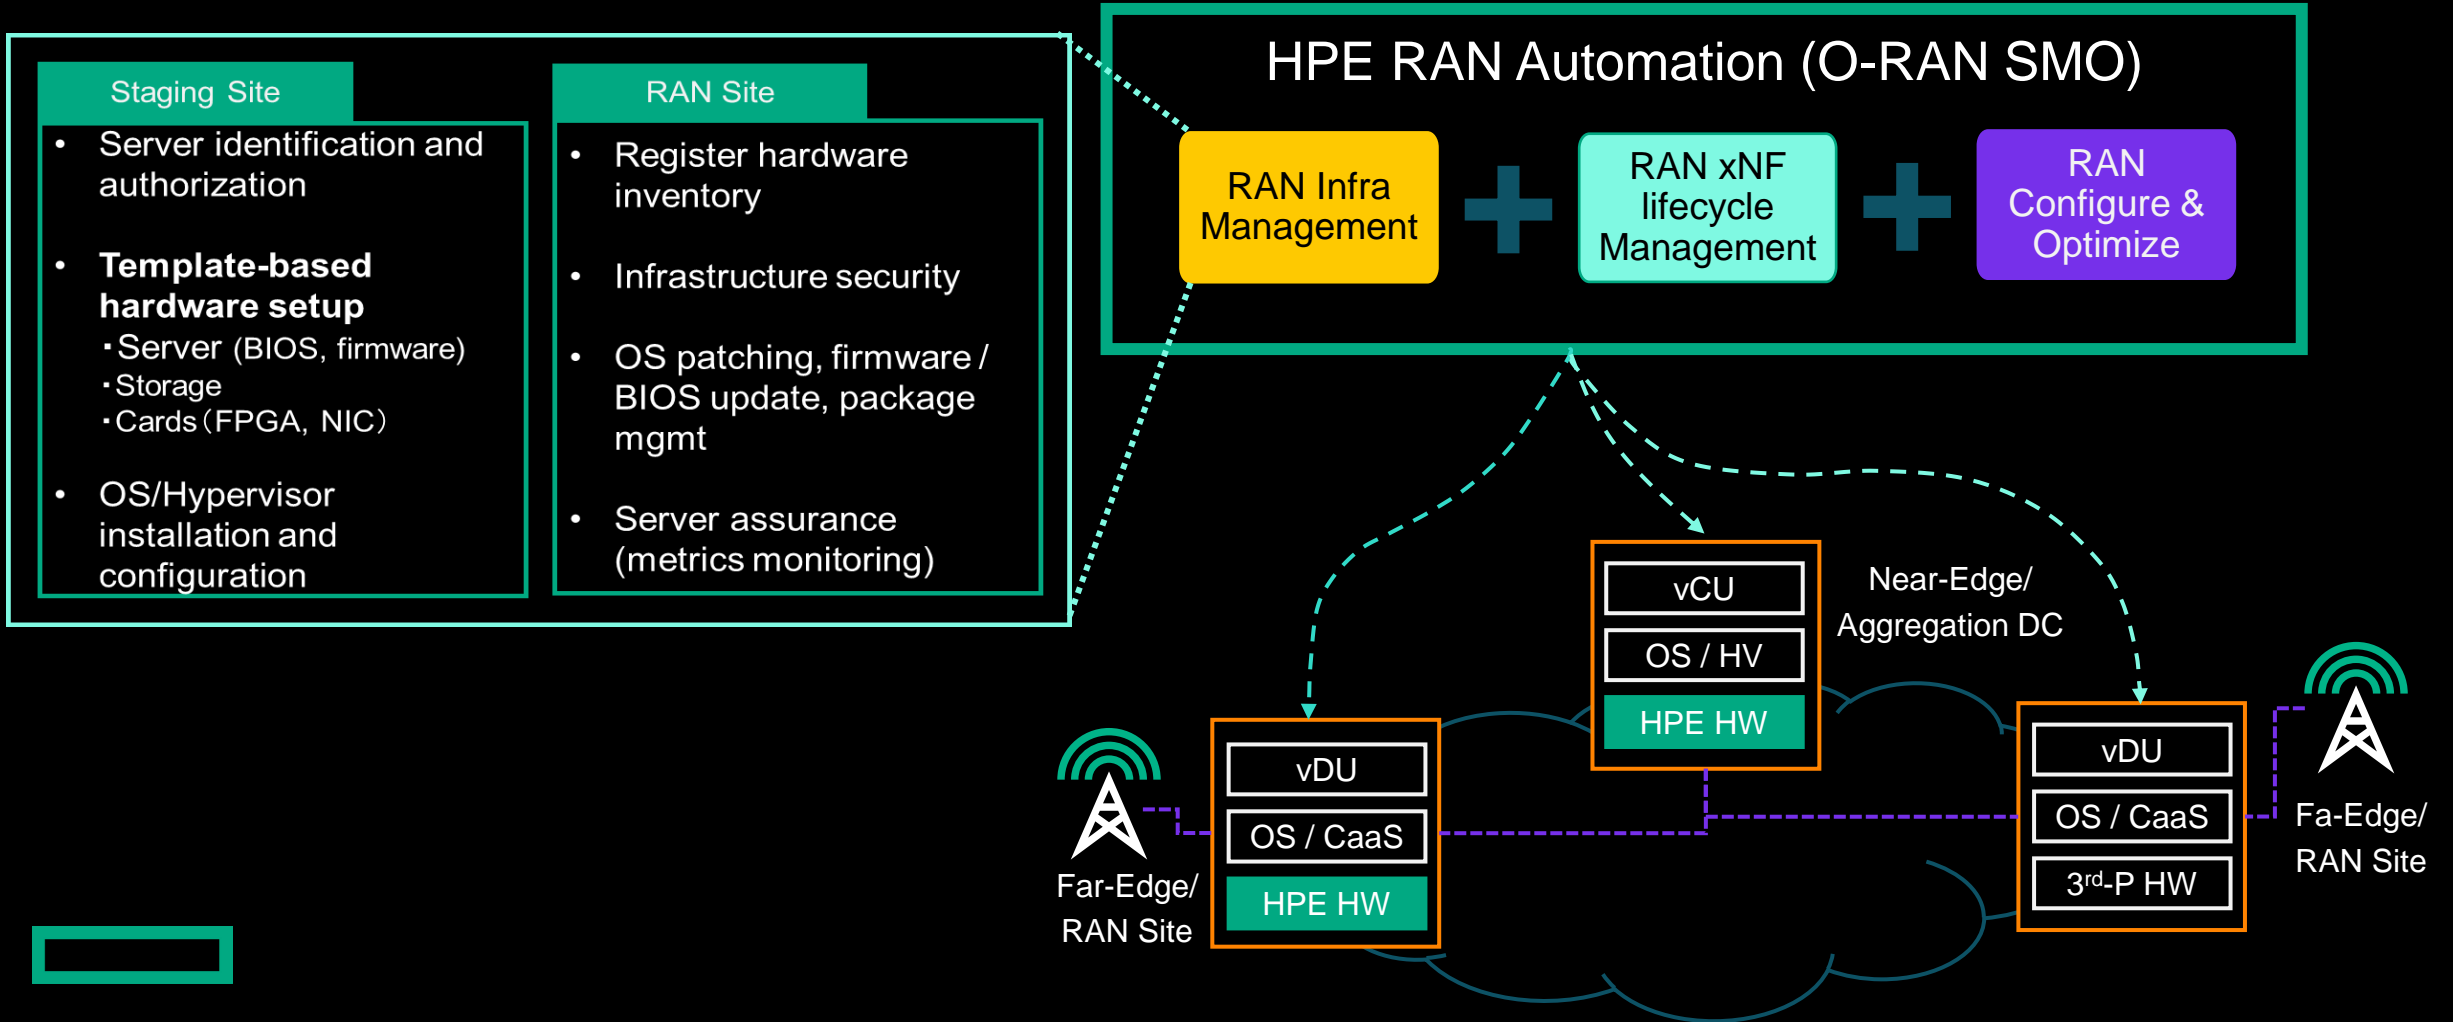 HPE RAN Automation (O-RAN SMO)
Staging Site
• Server identification and
authorization
• Template-based
hardware setup
・Server (BIOS, firmware)
・Storage
・Cards（FPGA, NIC）
• OS/Hypervisor
installation and
configuration
RAN Site
• Register hardware
inventory
• Infrastructure security
• OS patching, firmware /
BIOS update, package
mgmt
• Server assurance
(metrics monitoring)
RAN Infra
Management
RAN xNF
lifecycle
Management
RAN
Configure &
Optimize
vCU
OS / HV
HPE HW
Near-Edge/
Aggregation DC
vDU
OS / CaaS
HPE HW
Far-Edge/
RAN Site
vDU
OS / CaaS
3rd-P HW
Fa-Edge/
RAN Site